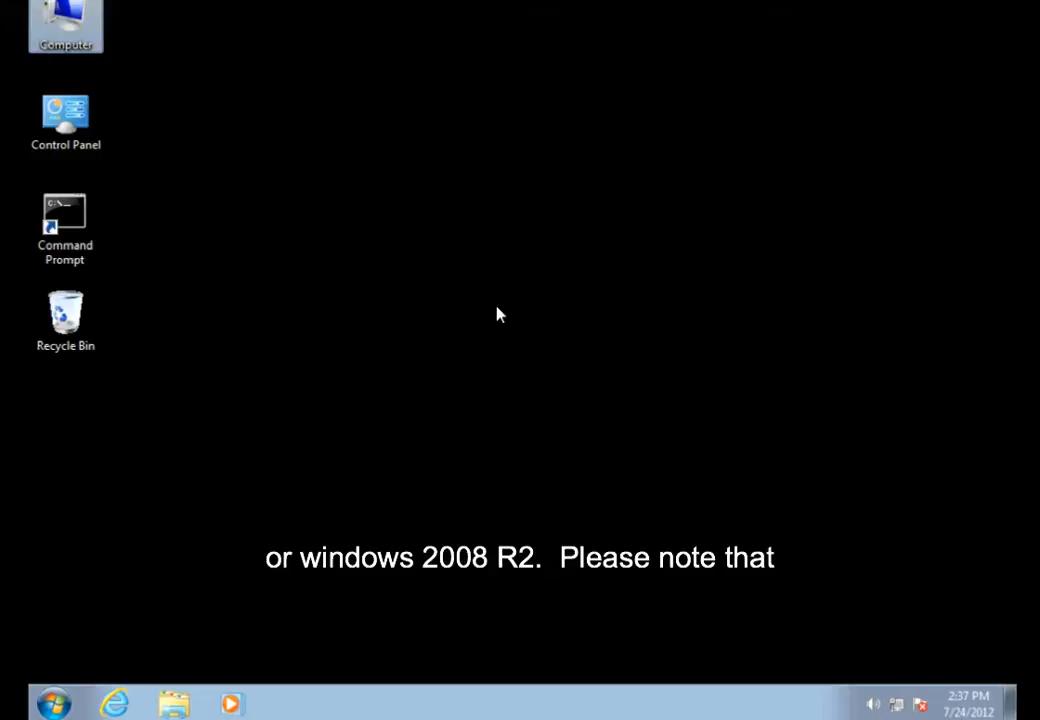 Computer
Control Panel
C:\_
Command
Prompt
Recycle Bin
or windows 2008 R2.  Please note that
2:37 PM
7/24/2012